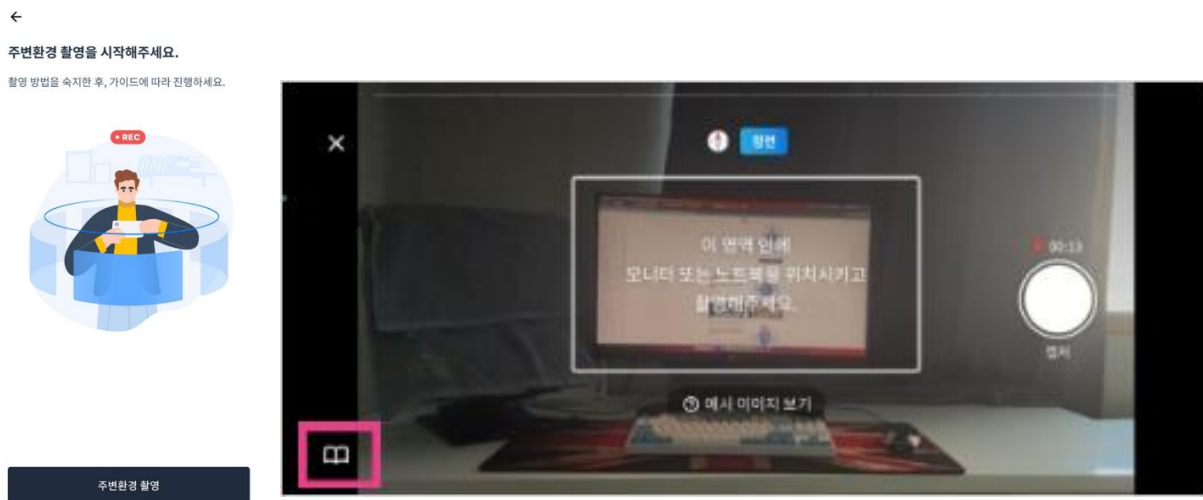 주변환경 촬영을 시작해주세요.
촬영 방법을 숙지한 후, 가이드에 따라 진행하세요.
REC
주변환경 촬영
정면
이 영역 안에
모니터 또는 노트북을 위치시키고
촬영해주세요.
00:13
캡처
예시 이미지 보기